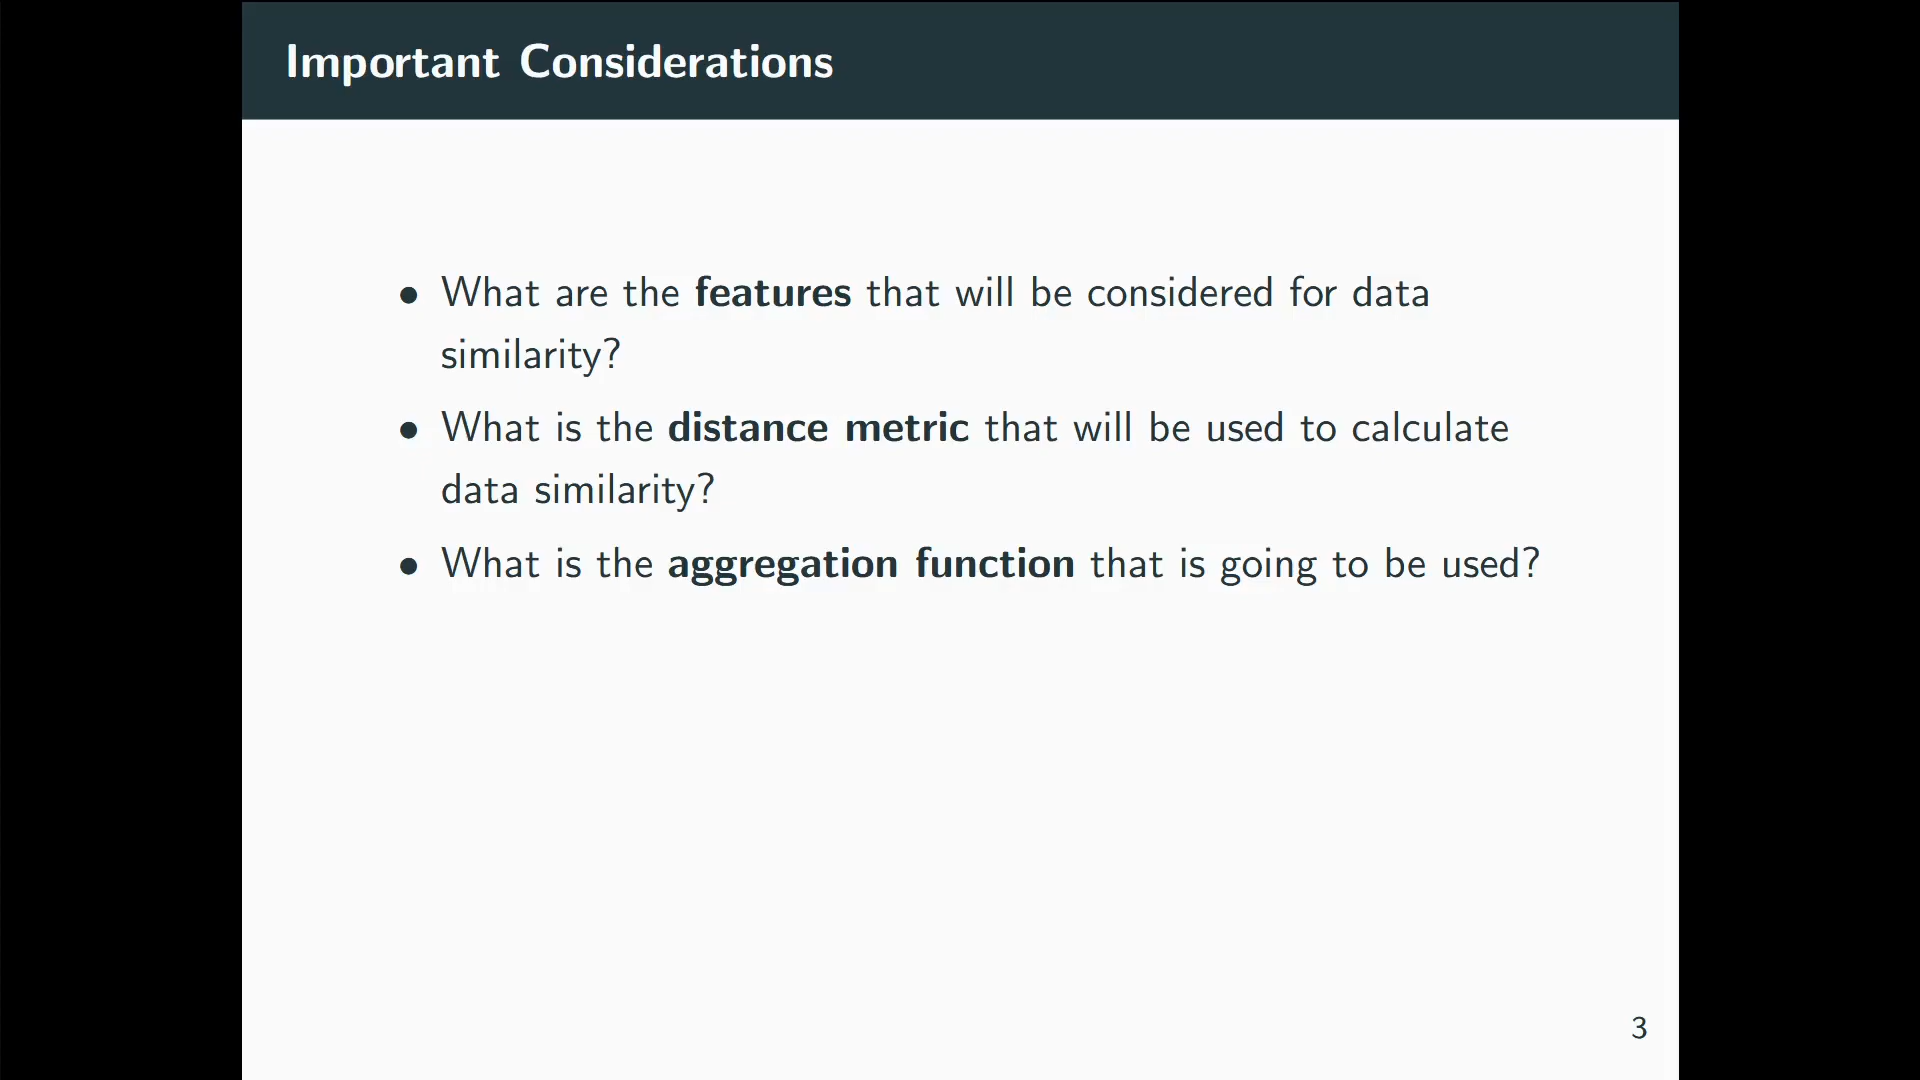 Important Considerations
• What are the features that will be considered for data
similarity?
• What is the distance metric that will be used to calculate
data similarity?
• What is the aggregation function that is going to be used?
3